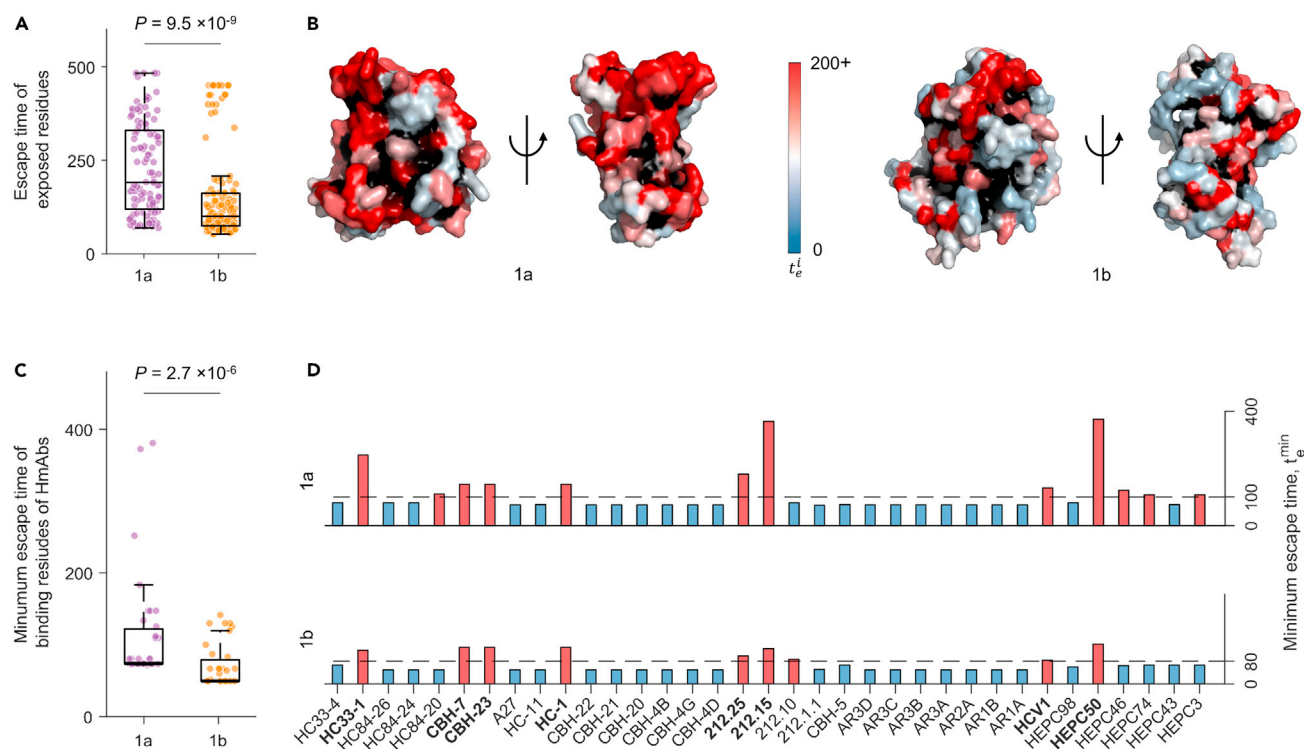 A
P = 9.5 ×10-9
Escape time of
exposed residues
500
250
0
1a
1b
B
1a
200+
0
t_e^i
1b
C
P = 2.7 ×10-6
Minumum escape time of
binding resiudes of HmAbs
400
200
0
1a
1b
D
1a
400
100
0
1b
80
0
Minimum escape time, t_e^min
HC33-4
HC33-1
HC84-26
HC84-24
HC84-20
CBH-7
CBH-23
A27
HC-11
HC-1
CBH-22
CBH-21
CBH-20
CBH-4B
CBH-4G
CBH-4D
212.25
212.15
212.10
212.1.1
CBH-5
AR3D
AR3C
AR3B
AR3A
AR2A
AR1B
AR1A
HCV1
HEPC98
HEPC50
HEPC46
HEPC74
HEPC43
HEPC3